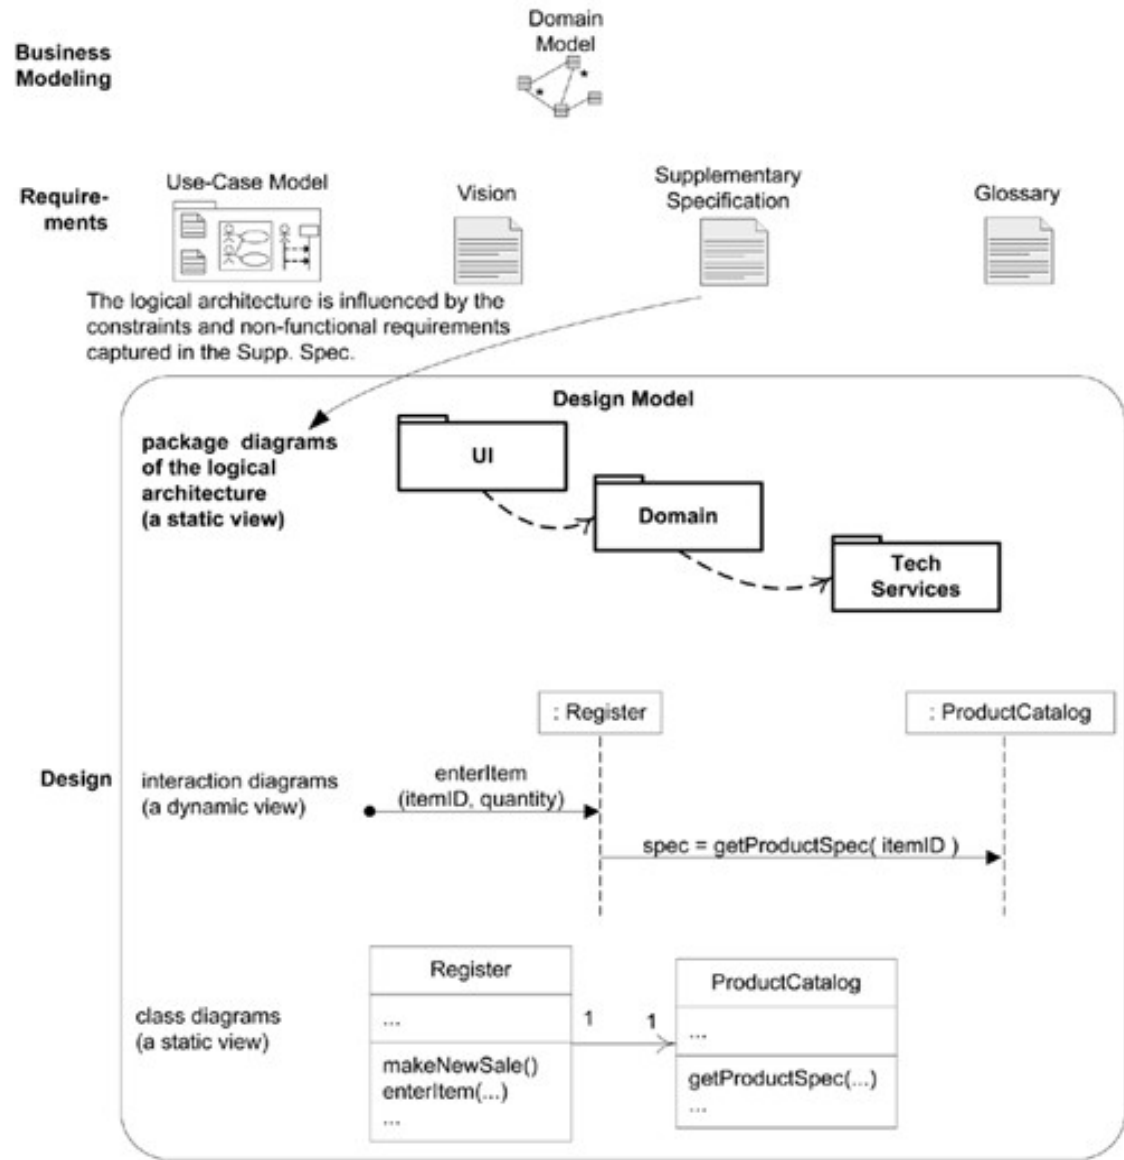 Domain
Model
Business
Modeling
Require-
ments
Use-Case Model
Vision
Supplementary
Specification
Glossary
The logical architecture is influenced by the
constraints and non-functional requirements
captured in the Supp. Spec.
Design Model
package diagrams
of the logical
architecture
(a static view)
UI
Domain
Tech
Services
: Register
: ProductCatalog
Design
interaction diagrams
(a dynamic view)
enterItem
(itemID, quantity)
spec = getProductSpec( itemID )
class diagrams
(a static view)
Register
...
makeNewSale()
enterItem(...)
...
1
1
ProductCatalog
...
getProductSpec(...)
...